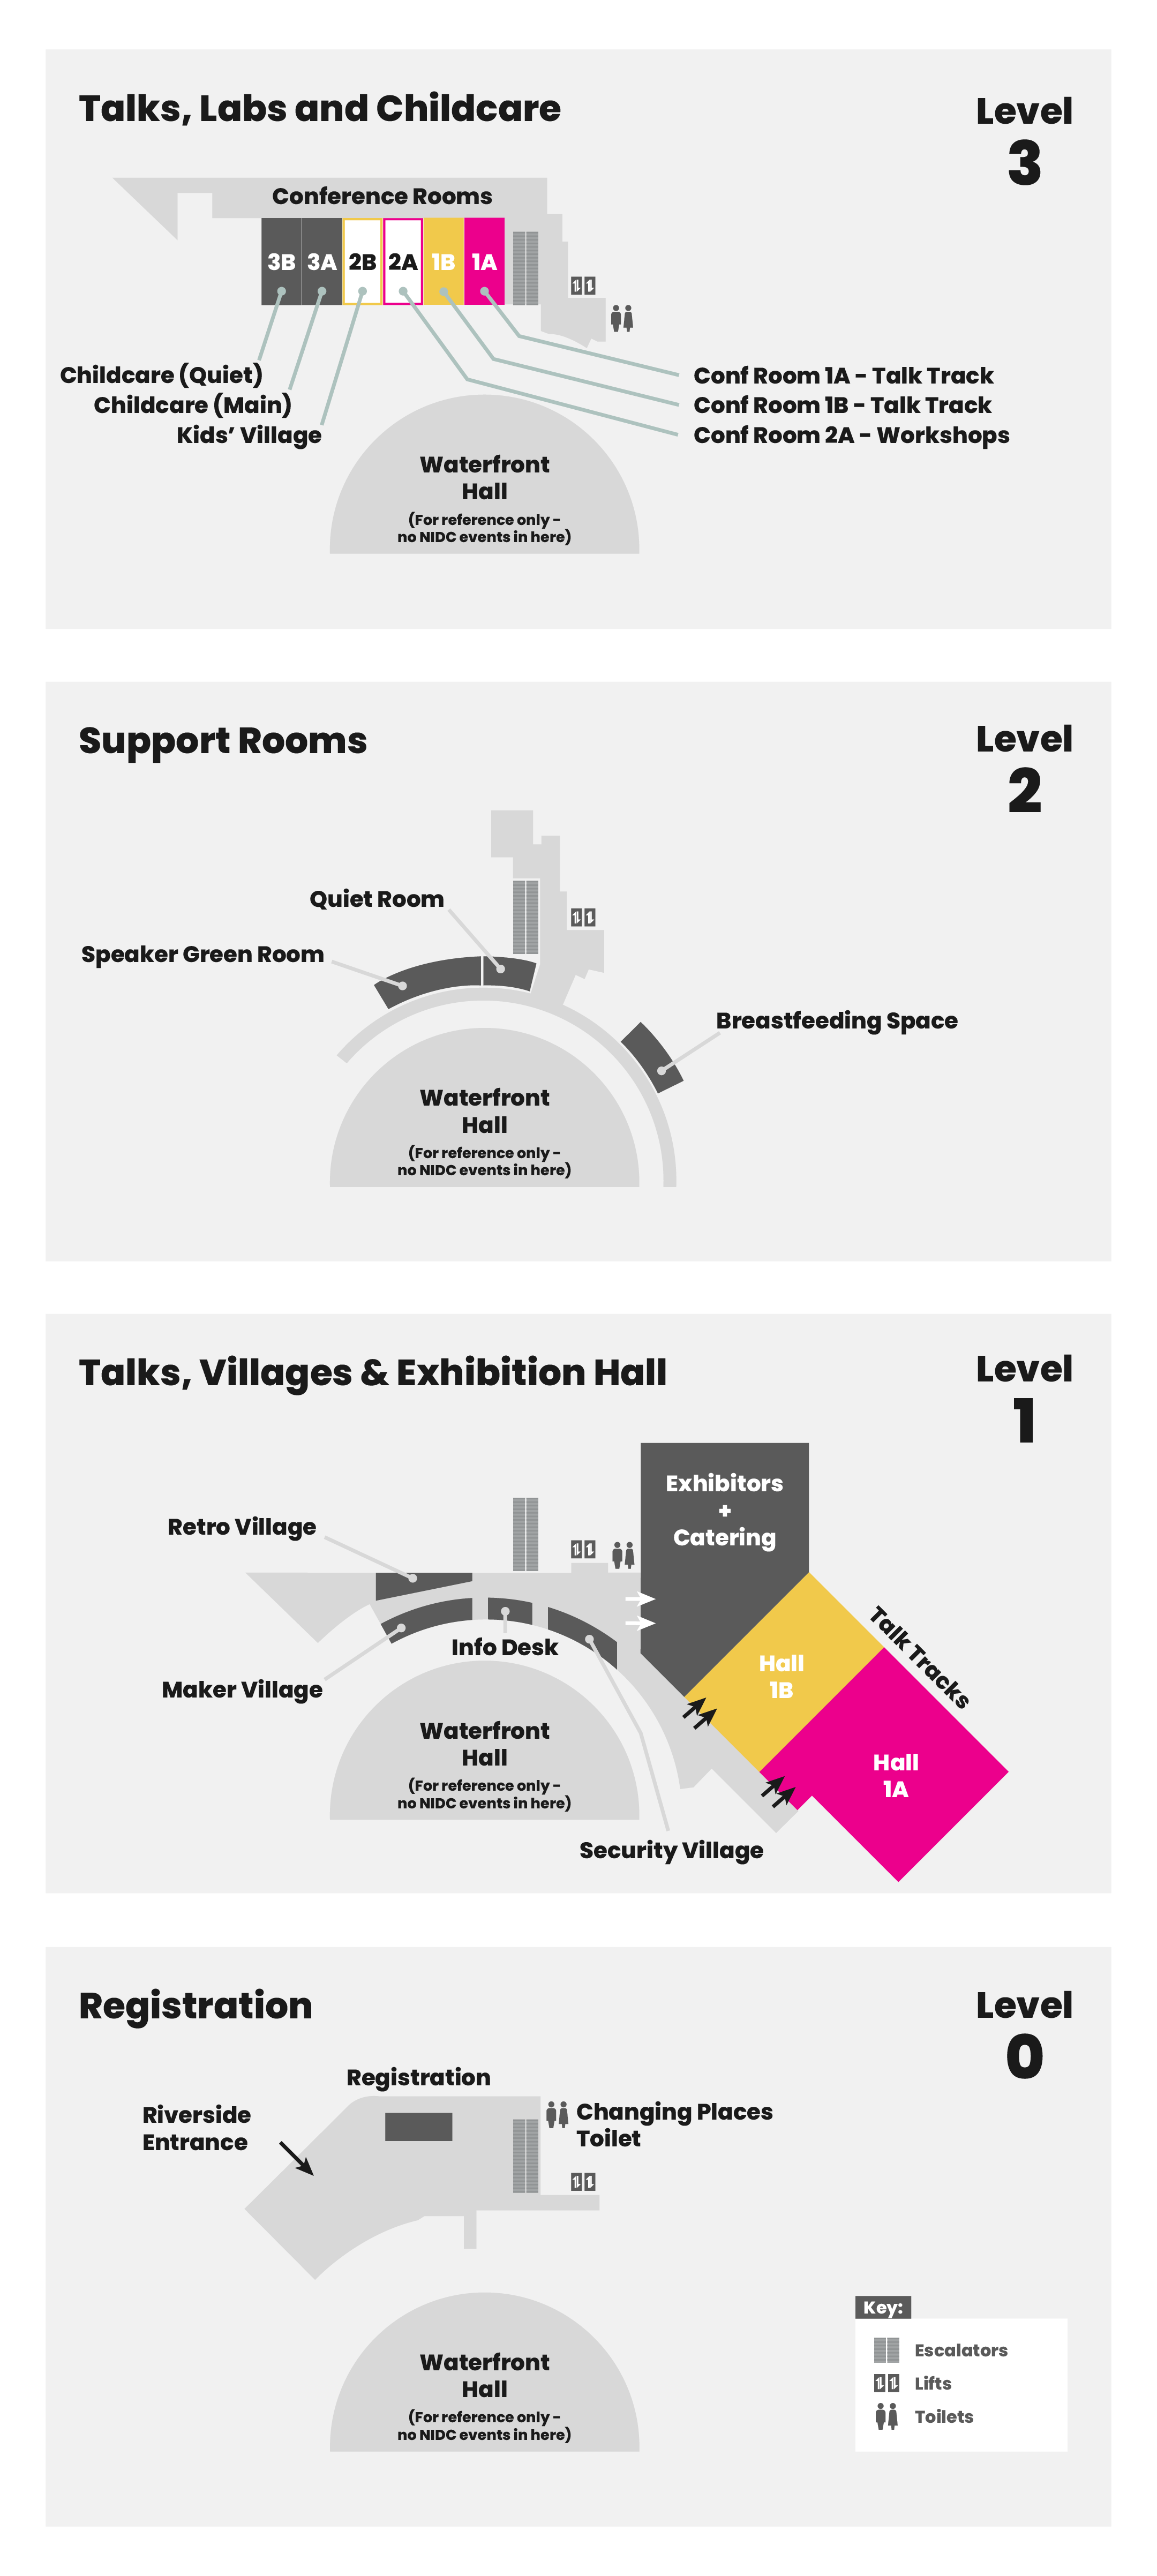 Talks, Labs and Childcare
Level
3
Conference Rooms
3B
3A
2B
2A
1B
1A
Childcare (Quiet)
Childcare (Main)
Kids’ Village
Conf Room 1A – Talk Track
Conf Room 1B – Talk Track
Conf Room 2A – Workshops
Waterfront
Hall
(For reference only -
no NIDC events in here)
Support Rooms
Level
2
Quiet Room
Speaker Green Room
Breastfeeding Space
Waterfront
Hall
(For reference only -
no NIDC events in here)
Talks, Villages & Exhibition Hall
Level
1
Exhibitors
+
Catering
Retro Village
Info Desk
Maker Village
Hall
1B
Talk Tracks
Hall
1A
Waterfront
Hall
(For reference only -
no NIDC events in here)
Security Village
Registration
Level
0
Registration
Riverside
Entrance
Changing Places
Toilet
Waterfront
Hall
(For reference only -
no NIDC events in here)
Key:
Escalators
Lifts
Toilets